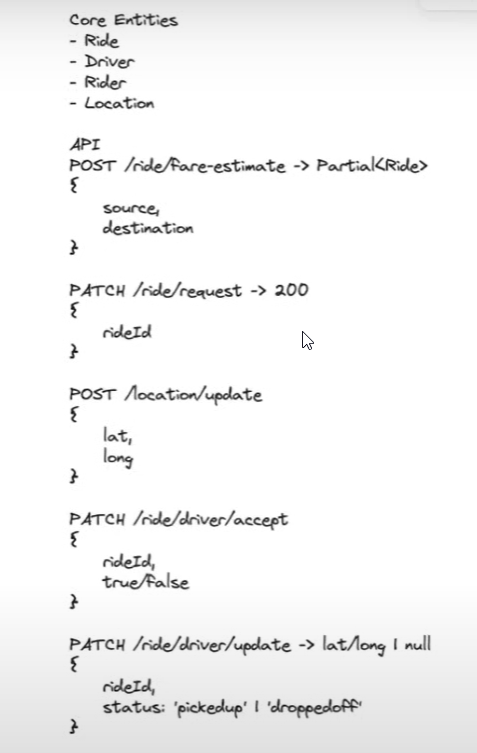 Core Entities
- Ride
- Driver
- Rider
- Location
API
POST /ride/fare-estimate -> Partial<Ride>
{
source,
destination
}
PATCH /ride/request -> 200
{
rideId
}
POST /location/update
{
lat,
long
}
PATCH /ride/driver/accept
{
rideId,
true/false
}
PATCH /ride/driver/update -> lat/long | null
{
rideId,
status: 'pickedup' | 'droppedoff'
}